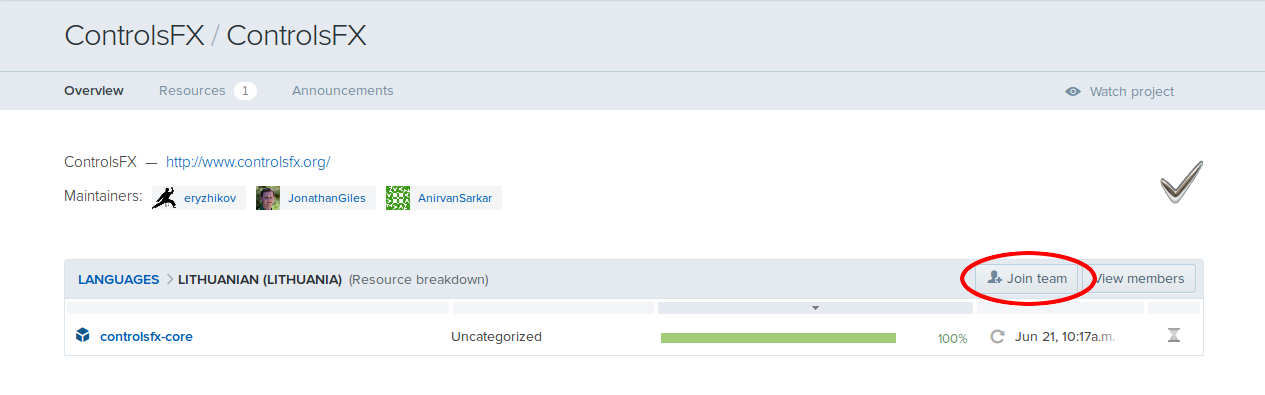 ControlsFX / ControlsFX
Overview Resources 1 Announcements Watch project
ControlsFX — http://www.controlsfx.org/
Maintainers: eryzhikov JonathanGiles AnirvanSarkar
LANGUAGES > LITHUANIAN (LITHUANIA) (Resource breakdown) Join team View members
controlsfx-core Uncategorized 100% Jun 21, 10:17a.m.